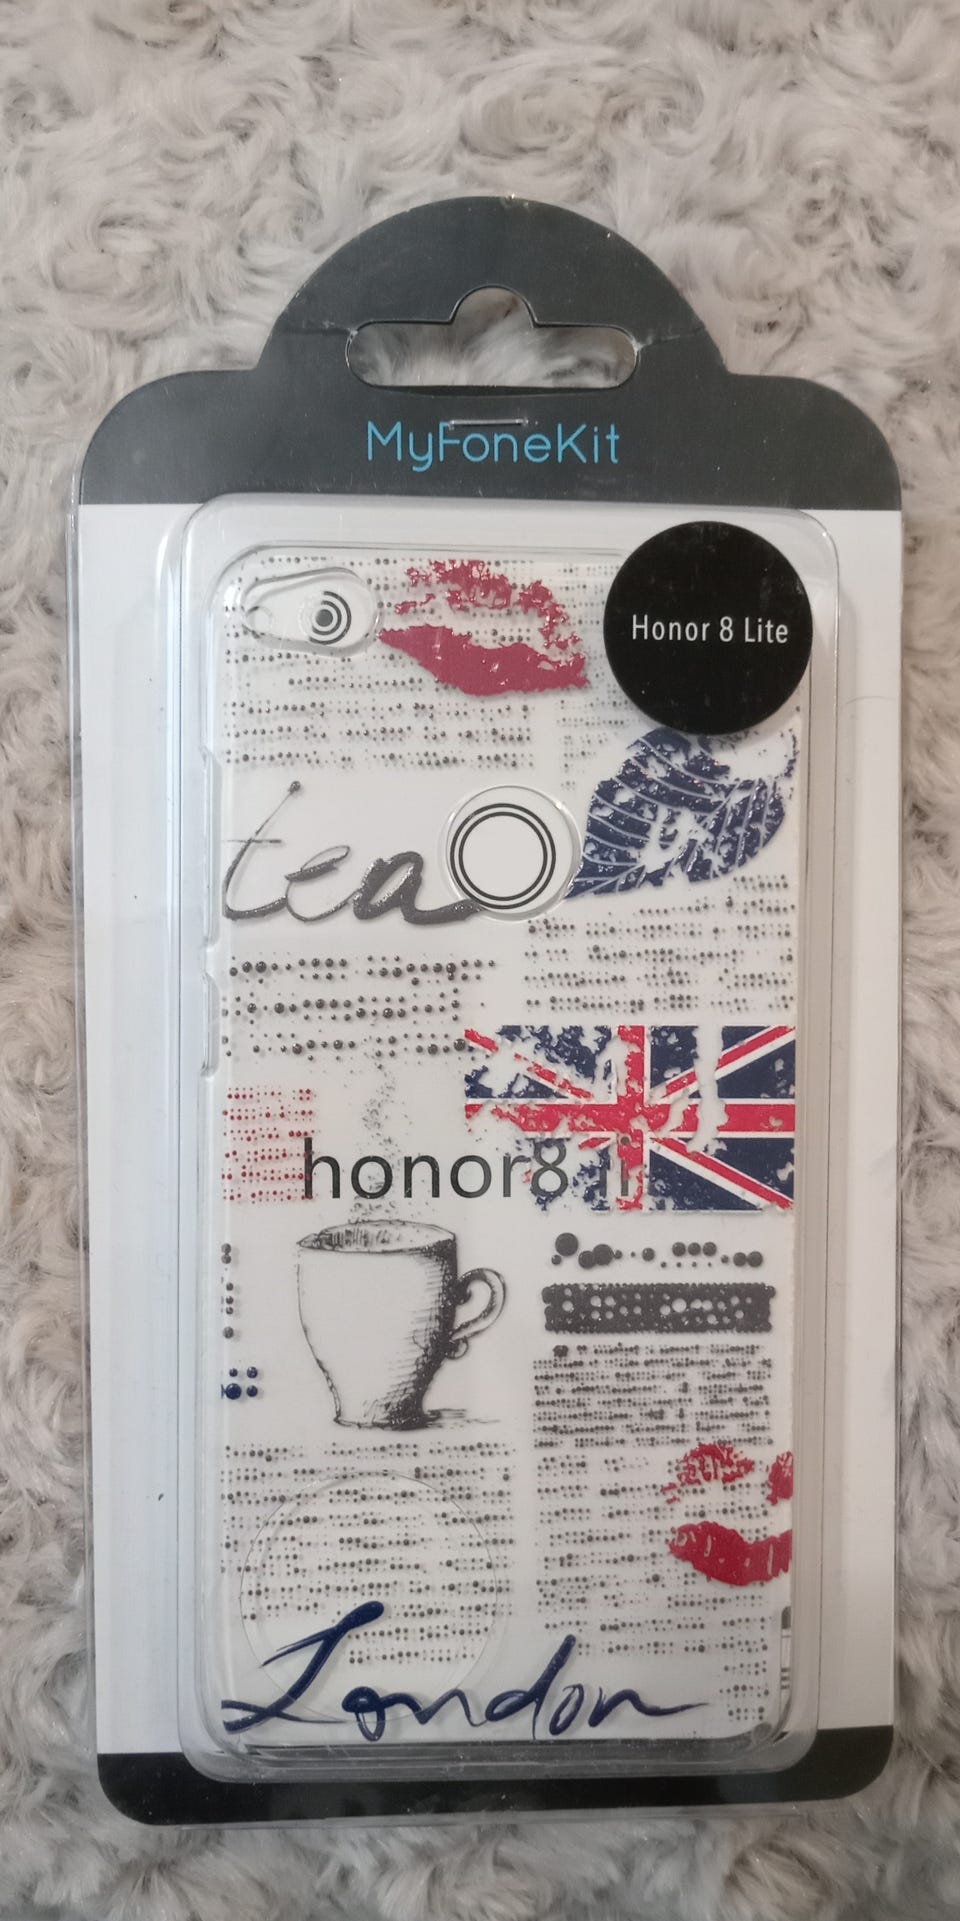 MyFoneKit
Honor 8 Lite
tea
honor8
London